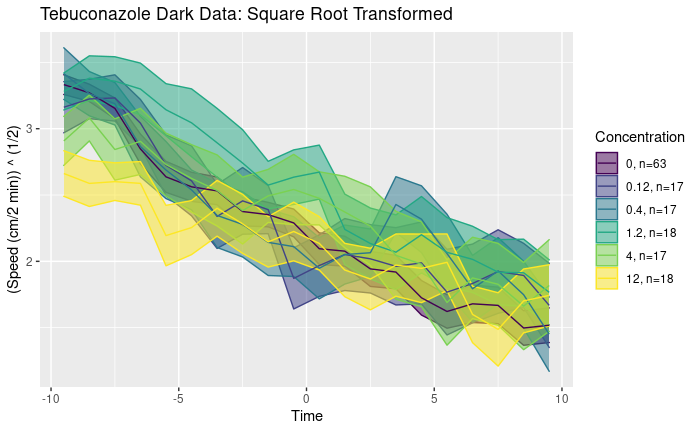 Tebuconazole Dark Data: Square Root Transformed
(Speed (cm/2 min)) ^ (1/2)
3
2
-10 -5 0 5 10
Time
Concentration
0, n=63
0.12, n=17
0.4, n=17
1.2, n=18
4, n=17
12, n=18